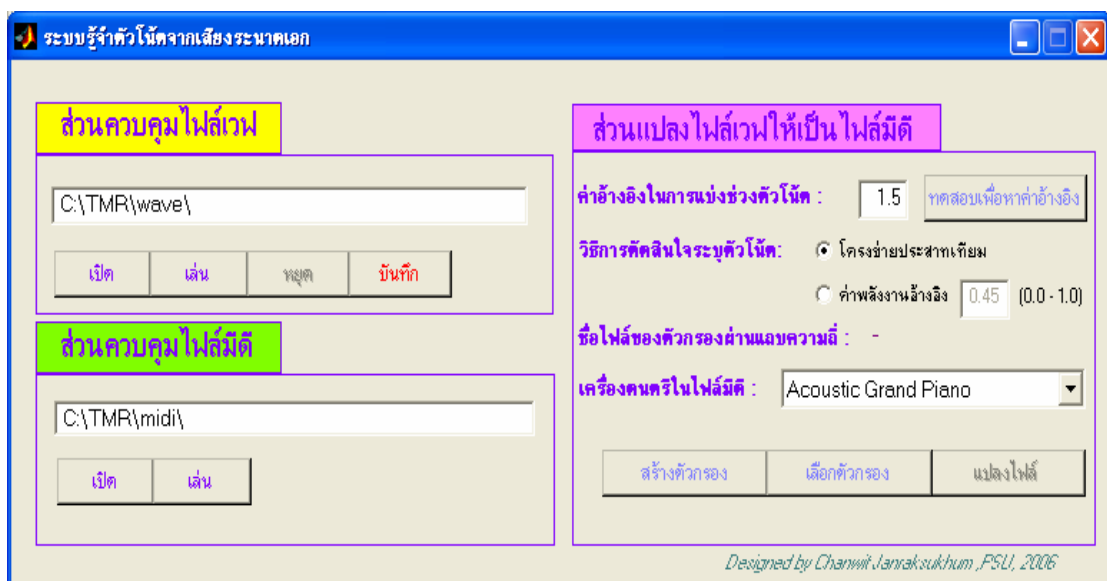 ระบบรู้จำตัวโน้ตจากเสียงระนาดเอก
ส่วนควบคุมไฟล์เวฟ
C:\TMR\wave\
เปิด เล่น หยุด บันทึก
ส่วนควบคุมไฟล์มีดี
C:\TMR\midi\
เปิด เล่น
ส่วนแปลงไฟล์เวฟให้เป็นไฟล์มีดี
ค่าอ้างอิงในการแบ่งช่วงตัวโน้ต : 1.5 ทดสอบเพื่อหาค่าอ้างอิง
วิธีการตัดสินใจระบุตัวโน้ต: โครงข่ายประสาทเทียม
ค่าพลังงานอ้างอิง 0.45 (0.0 - 1.0)
ชื่อไฟล์ของตัวกรองผ่านแถบความถี่ : -
เครื่องดนตรีในไฟล์มีดี : Acoustic Grand Piano
สร้างตัวกรอง เลือกตัวกรอง แปลงไฟล์
Designed by Chanwit Janraksukhum ,PSU, 2006